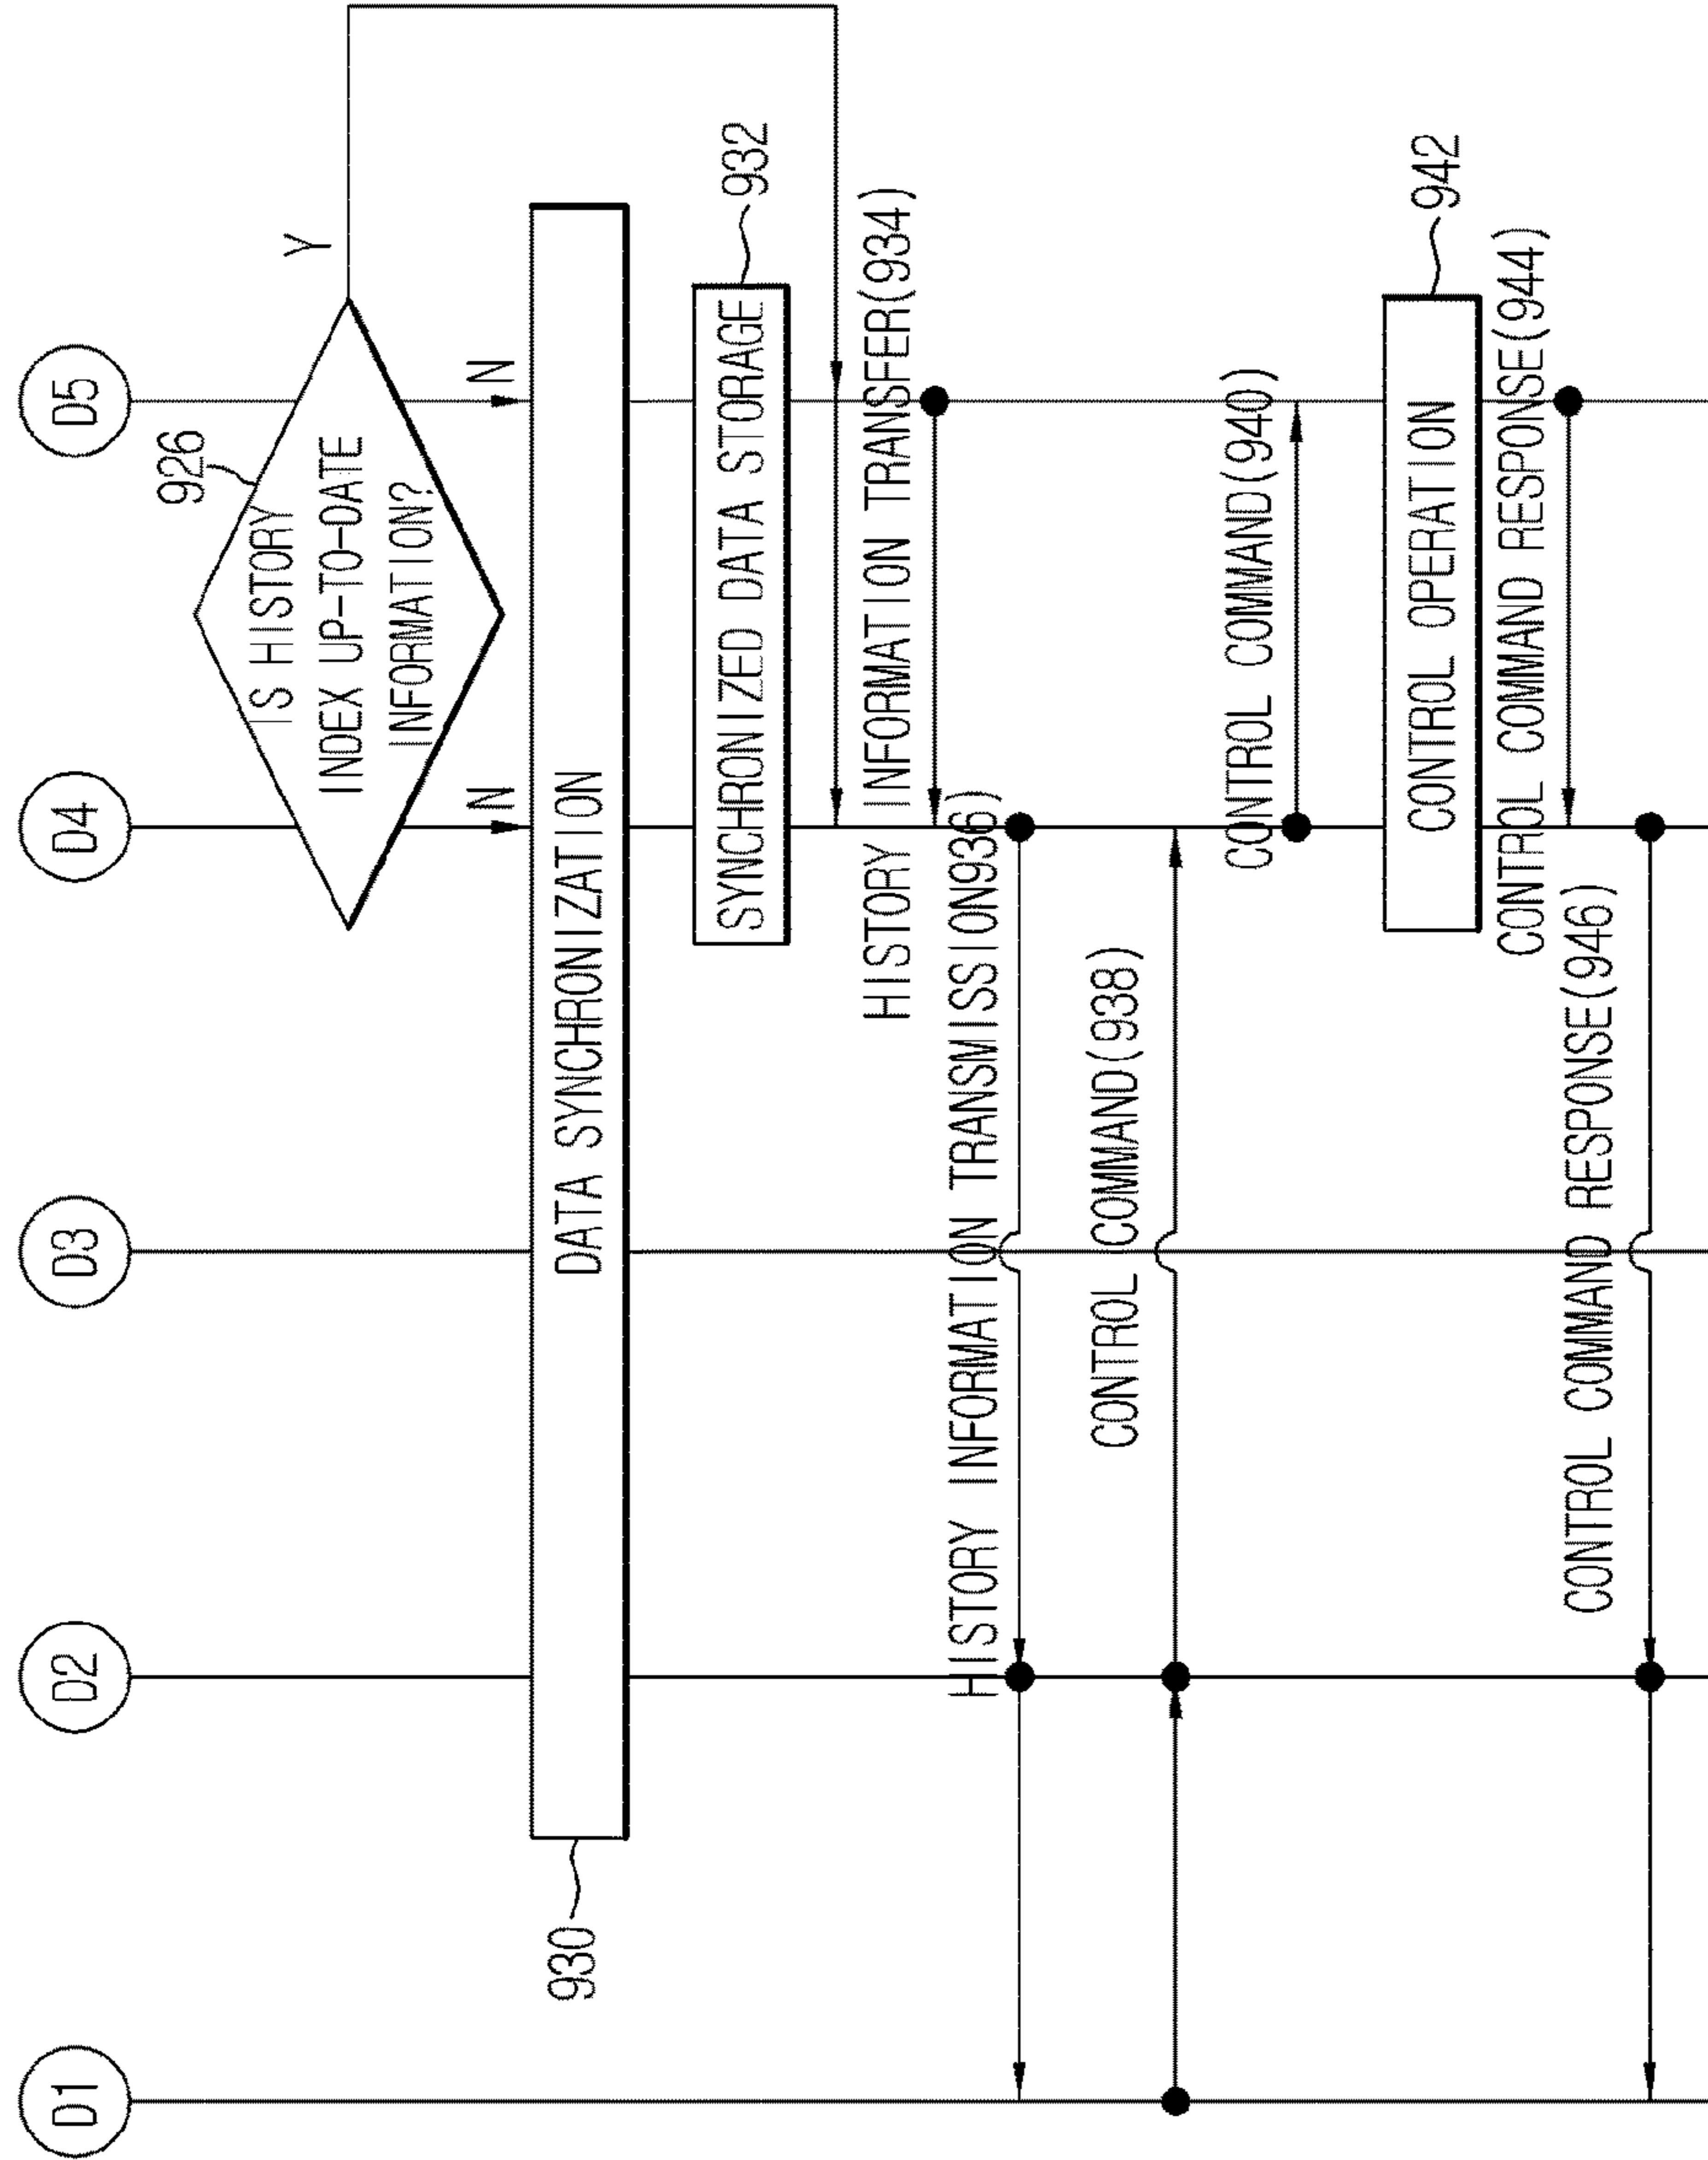 D1
D2
D3
D4
D5
926
IS HISTORY
INDEX UP-TO-DATE
INFORMATION?
Y
N
N
930
DATA SYNCHRONIZATION
SYNCHRONIZED DATA STORAGE
932
HISTORY INFORMATION TRANSFER(934)
HISTORY INFORMATION TRANSMISSION936)
CONTROL COMMAND(938)
CONTROL COMMAND(940)
CONTROL OPERATION
942
CONTROL COMMAND RESPONSE(944)
CONTROL COMMAND RESPONSE(946)